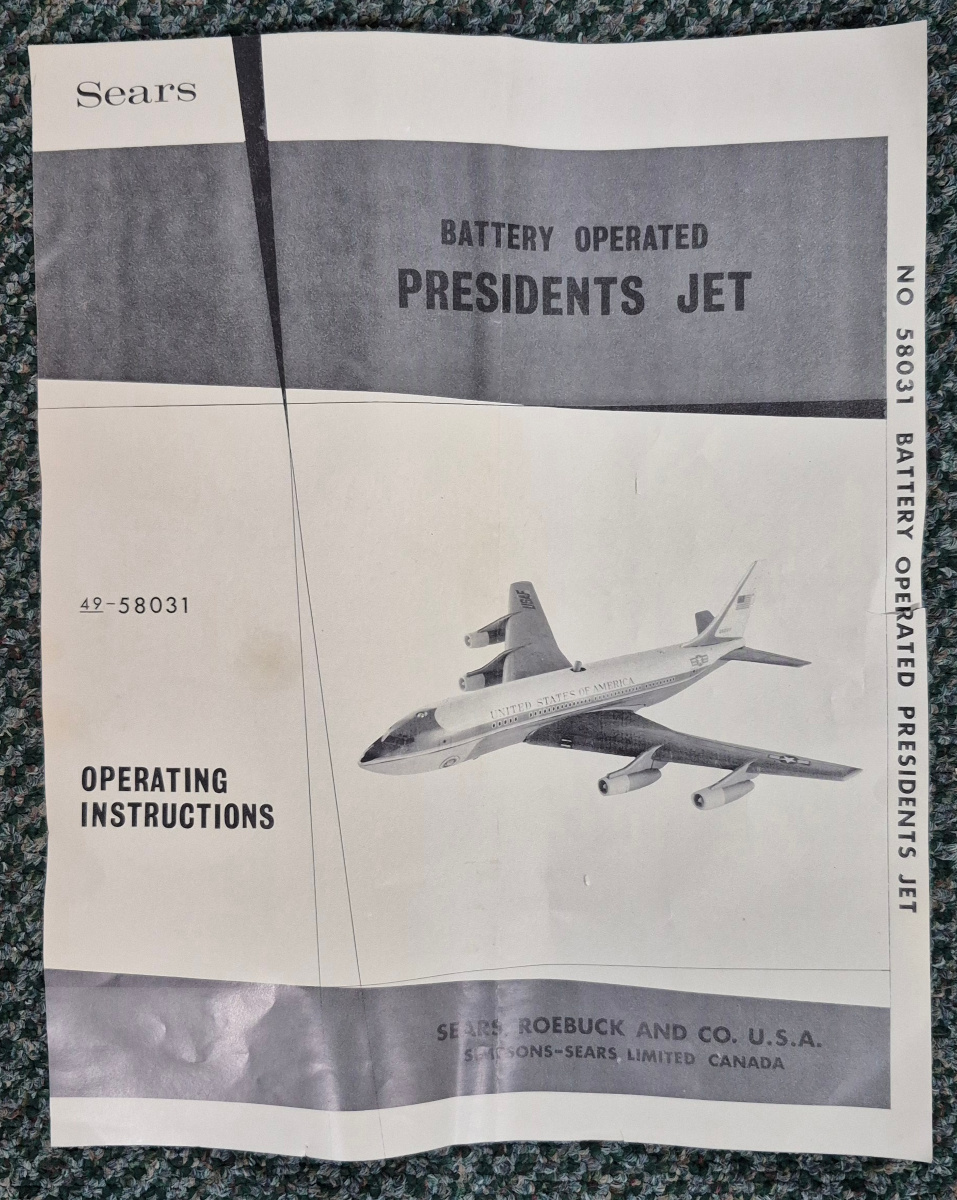 Sears
BATTERY OPERATED
PRESIDENTS JET
NO 58031 BATTERY OPERATED PRESIDENTS JET
49-58031
USAF
UNITED STATES OF AMERICA
OPERATING
INSTRUCTIONS
SEARS, ROEBUCK AND CO. U.S.A.
SIMPSONS-SEARS LIMITED CANADA